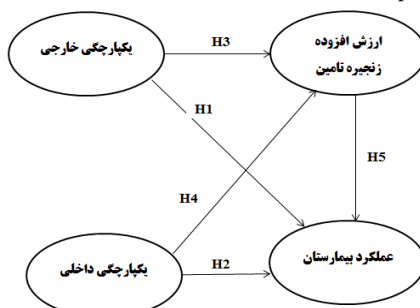 یکپارچگی خارجی
H3
ارزش افزوده
زنجیره تامین
H1
H5
H4
یکپارچگی داخلی
H2
عملکرد بیمارستان